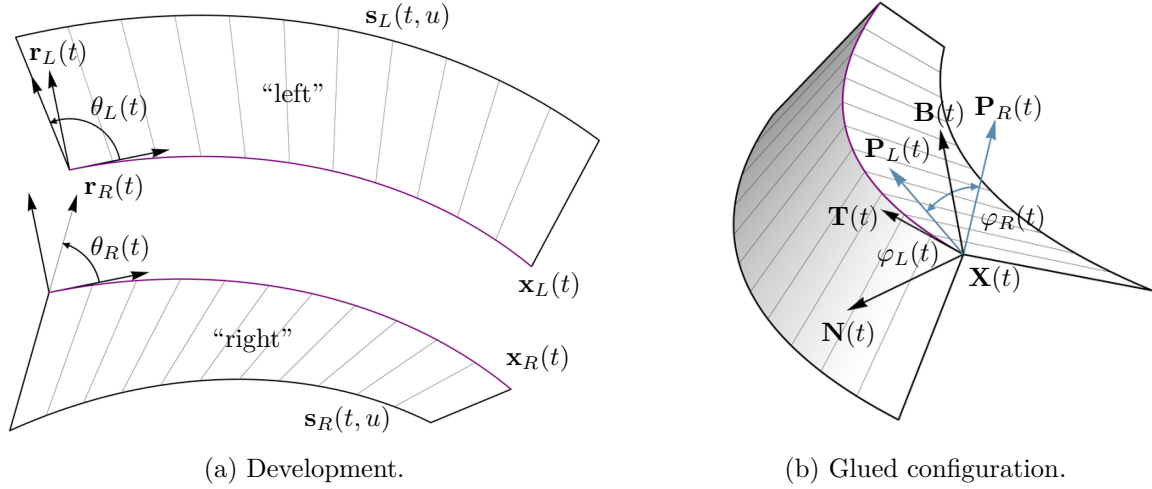 s_L(t, u)
r_L(t)
θ_L(t)
“left”
r_R(t)
θ_R(t)
x_L(t)
“right”
x_R(t)
s_R(t, u)
(a) Development.
B(t)
P_R(t)
P_L(t)
T(t)
φ_R(t)
φ_L(t)
X(t)
N(t)
(b) Glued configuration.